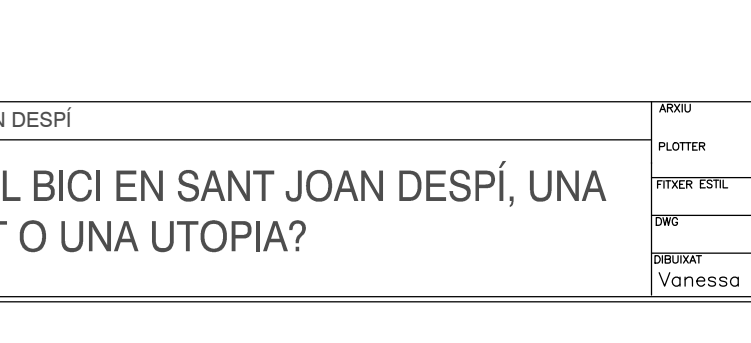 DESPÍ
BICI EN SANT JOAN DESPÍ, UNA
O UNA UTOPIA?
ARXIU
PLOTTER
FITXER ESTIL
DWG
DIBUIXAT
Vanessa